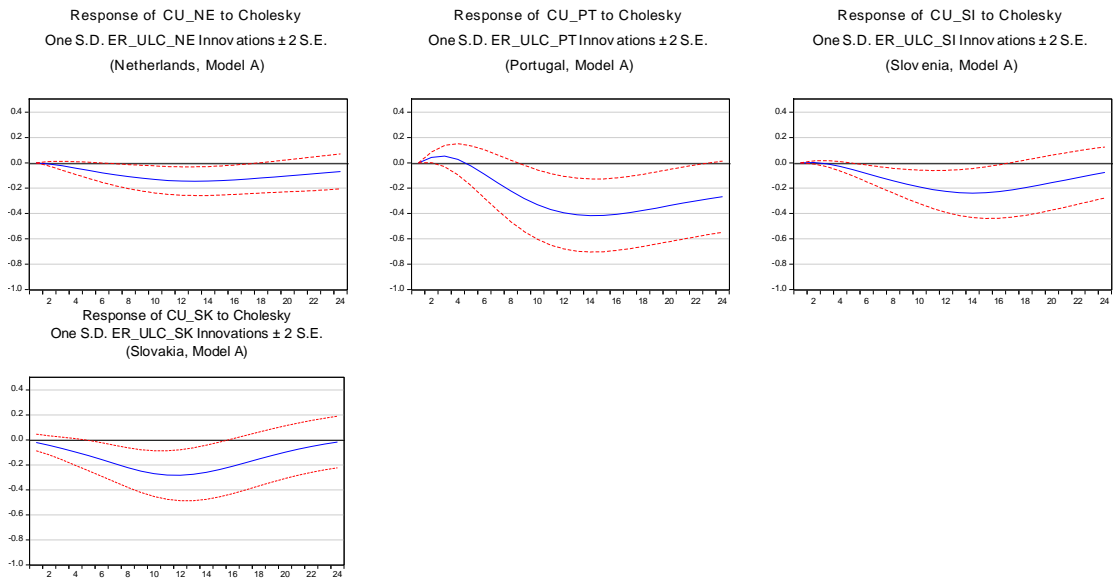 Response of CU_NE to Cholesky
One S.D. ER_ULC_NE Innovations ± 2 S.E.
(Netherlands, Model A)
0.4
0.2
0.0
-0.2
-0.4
-0.6
-0.8
-1.0
2 4 6 8 10 12 14 16 18 20 22 24
Response of CU_PT to Cholesky
One S.D. ER_ULC_PT Innovations ± 2 S.E.
(Portugal, Model A)
0.4
0.2
0.0
-0.2
-0.4
-0.6
-0.8
-1.0
2 4 6 8 10 12 14 16 18 20 22 24
Response of CU_SI to Cholesky
One S.D. ER_ULC_SI Innovations ± 2 S.E.
(Slovenia, Model A)
0.4
0.2
0.0
-0.2
-0.4
-0.6
-0.8
-1.0
2 4 6 8 10 12 14 16 18 20 22 24
Response of CU_SK to Cholesky
One S.D. ER_ULC_SK Innovations ± 2 S.E.
(Slovakia, Model A)
0.4
0.2
0.0
-0.2
-0.4
-0.6
-0.8
-1.0
2 4 6 8 10 12 14 16 18 20 22 24